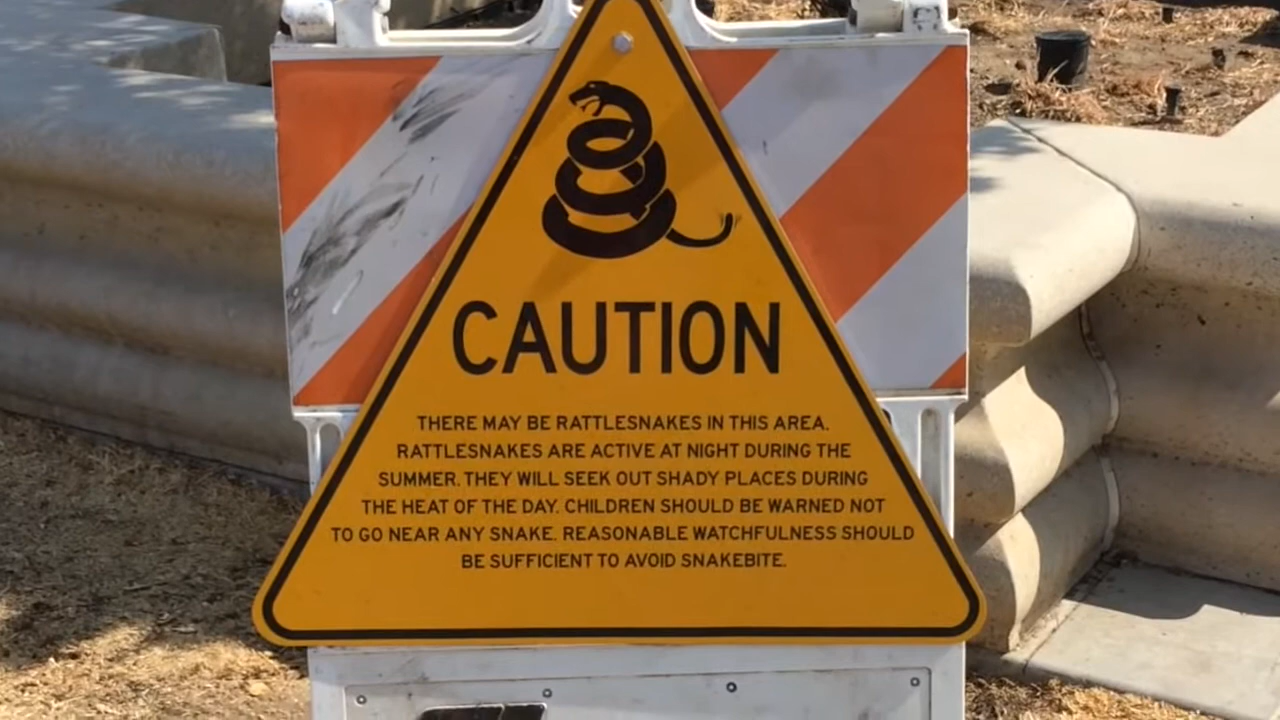 CAUTION
THERE MAY BE RATTLESNAKES IN THIS AREA.
RATTLESNAKES ARE ACTIVE AT NIGHT DURING THE
SUMMER. THEY WILL SEEK OUT SHADY PLACES DURING
THE HEAT OF THE DAY. CHILDREN SHOULD BE WARNED NOT
TO GO NEAR ANY SNAKE. REASONABLE WATCHFULNESS SHOULD
BE SUFFICIENT TO AVOID SNAKEBITE.